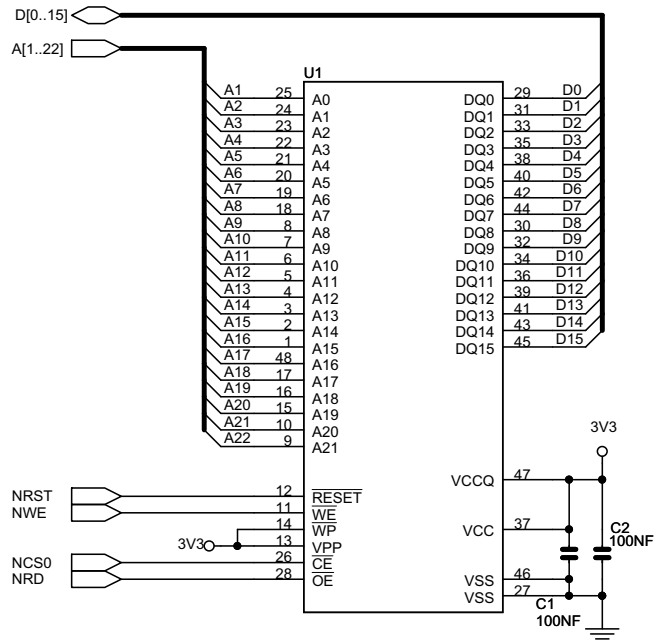 D[0..15]
A[1..22]
U1
A1 25 A0 DQ0 29 D0
A2 24 A1 DQ1 31 D1
A3 23 A2 DQ2 33 D2
A4 22 A3 DQ3 35 D3
A5 21 A4 DQ4 38 D4
A6 20 A5 DQ5 40 D5
A7 19 A6 DQ6 42 D6
A8 18 A7 DQ7 44 D7
A9 8 A8 DQ8 30 D8
A10 7 A9 DQ9 32 D9
A11 6 A10 DQ10 34 D10
A12 5 A11 DQ11 36 D11
A13 4 A12 DQ12 39 D12
A14 3 A13 DQ13 41 D13
A15 2 A14 DQ14 43 D14
A16 1 A15 DQ15 45 D15
A17 48 A16
A18 17 A17
A19 16 A18
A20 15 A19
A21 10 A20
A22 9 A21
3V3
VCCQ 47
NRST 12 RESET
NWE 11 WE
14 WP VCC 37
C2
100NF
3V3 13 VPP
NCS0 26 CE
NRD 28 OE
VSS 46
VSS 27
C1
100NF